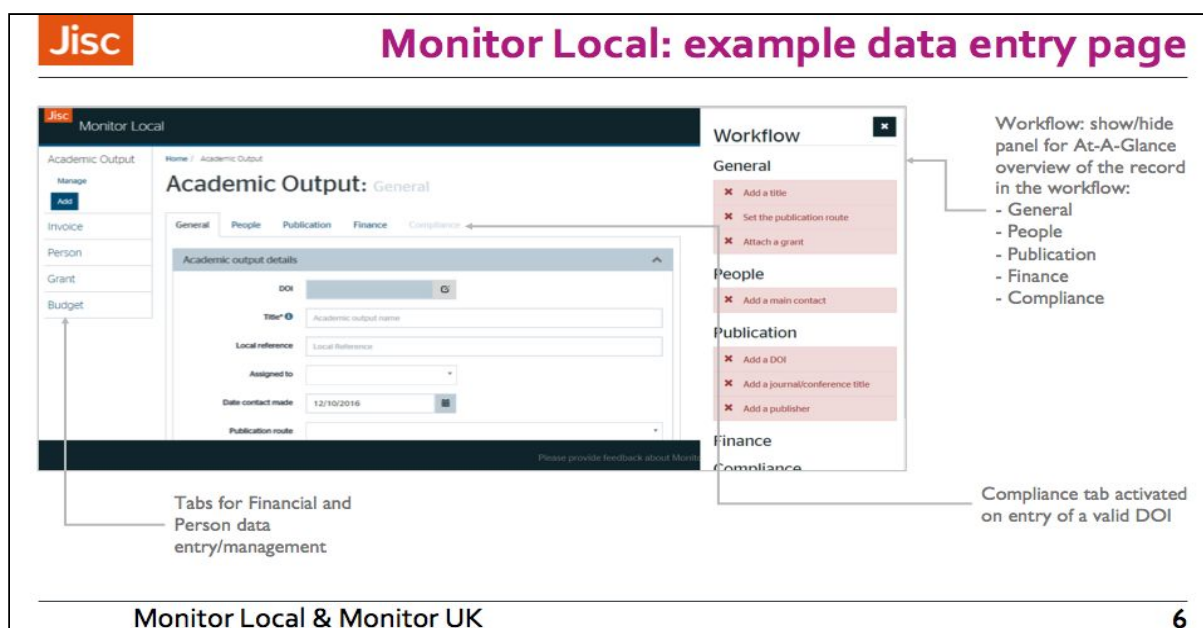 Jisc
Monitor Local: example data entry page
Jisc
Monitor Local
Academic Output
Manage
Add
Invoice
Person
Grant
Budget
Home / Academic Output
Academic Output: General
General People Publication Finance Compliance
Academic output details
DOI
Title*
Academic output name
Local reference
Local Reference
Assigned to
Date contact made
12/10/2016
Publication route
Please provide feedback about
Workflow
General
Add a title
Set the publication route
Attach a grant
People
Add a main contact
Publication
Add a DOI
Add a journal/conference title
Add a publisher
Finance
Compliance
Workflow: show/hide
panel for At-A-Glance
overview of the record
in the workflow:
- General
- People
- Publication
- Finance
- Compliance
Tabs for Financial and
Person data
entry/management
Compliance tab activated
on entry of a valid DOI
Monitor Local & Monitor UK
6